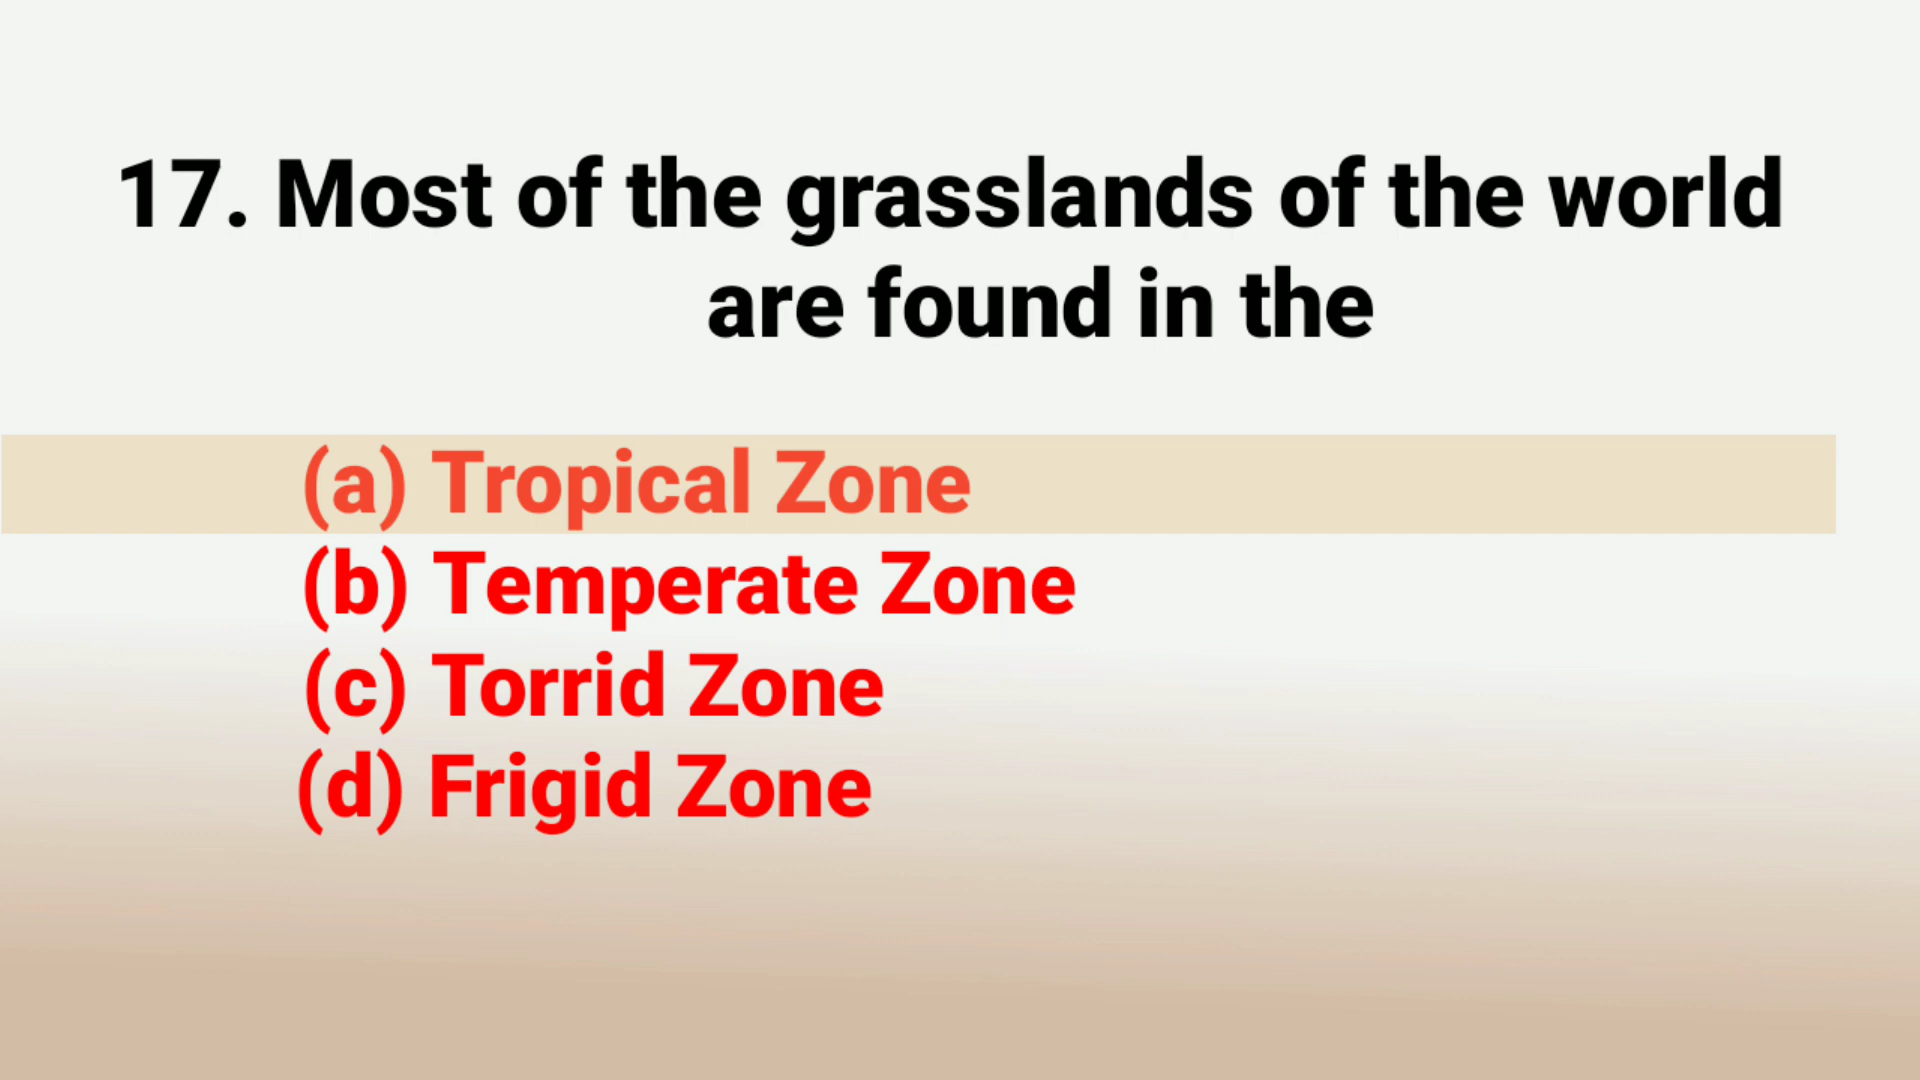 17. Most of the grasslands of the world
are found in the
(a) Tropical Zone
(b) Temperate Zone
(c) Torrid Zone
(d) Frigid Zone